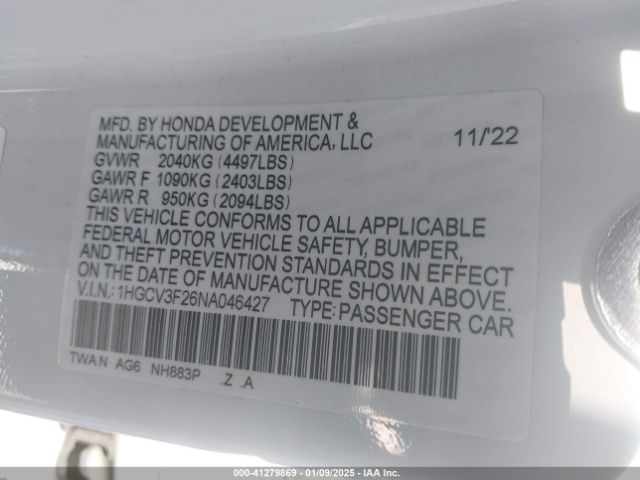 MFD. BY HONDA DEVELOPMENT &
MANUFACTURING OF AMERICA, LLC 11/'22
GVWR 2040KG (4497LBS)
GAWR F 1090KG (2403LBS)
GAWR R 950KG (2094LBS)
THIS VEHICLE CONFORMS TO ALL APPLICABLE
FEDERAL MOTOR VEHICLE SAFETY, BUMPER,
AND THEFT PREVENTION STANDARDS IN EFFECT
ON THE DATE OF MANUFACTURE SHOWN ABOVE.
V.I.N.: 1HGCV3F26NA046427 TYPE: PASSENGER CAR
TWAN AG6 NH883P .Z .A
000-41279869 | 01/09/2025 | IAA Inc.